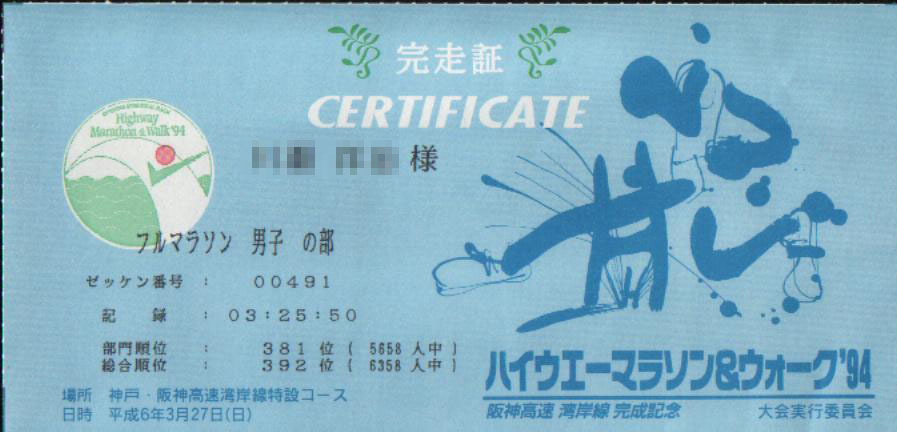 完走証
CERTIFICATE
Highway
Marathon & Walk '94
様
フルマラソン 男子 の部
ゼッケン番号 : 00491
記 録 : 03:25:50
部門順位 : 381 位 ( 5658 人中 )
総合順位 : 392 位 ( 6358 人中 )
場所 神戸・阪神高速湾岸線特設コース
日時 平成6年3月27日(日)
ハイウエーマラソン&ウォーク'94
阪神高速 湾岸線 完成記念 大会実行委員会